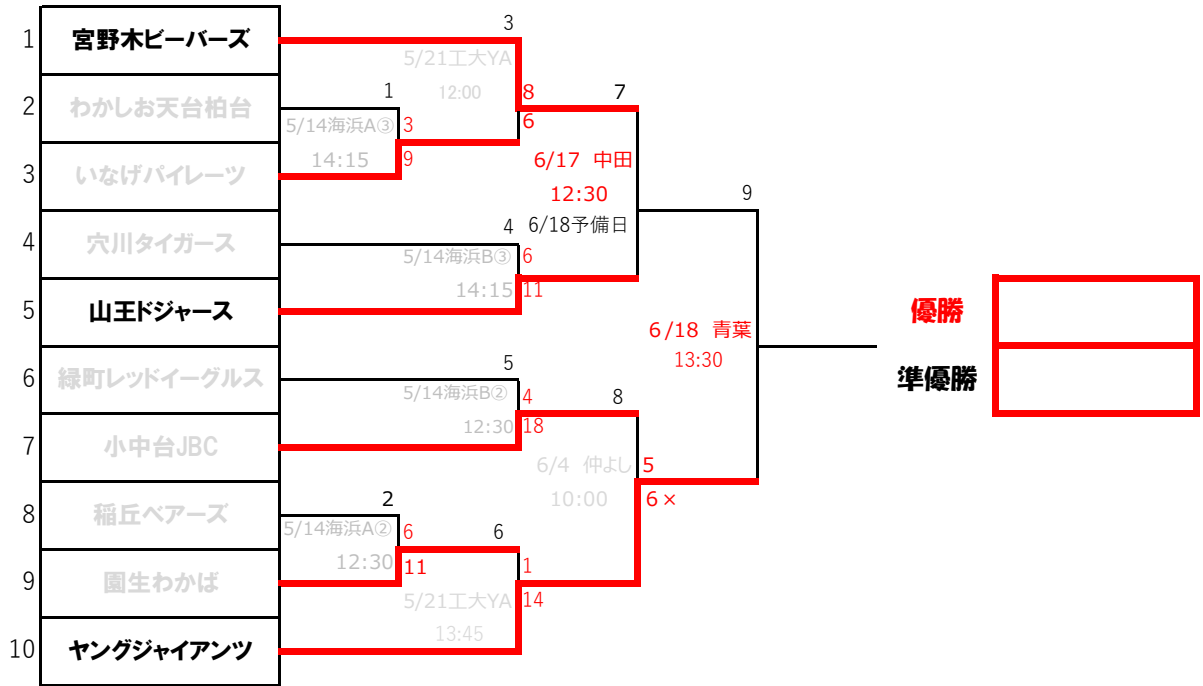 3
1
宮野木ビーバーズ
5/21工大YA
1
12:00
8
7
2
わかしお天台柏台
5/14海浜A③
3
6
14:15
9
6/17 中田
3
いなげパイレーツ
12:30
9
4
6/18予備日
4
穴川タイガース
5/14海浜B③
6
14:15
11
5
山王ドジャース
優勝
6/18 青葉
13:30
5
6
緑町レッドイーグルス
準優勝
5/14海浜B②
4
8
12:30
18
7
小中台JBC
6/4 仲よし
5
2
10:00
6×
8
稲丘ベアーズ
5/14海浜A②
6
6
12:30
11
1
9
園生わかば
5/21工大YA
14
13:45
10
ヤングジャイアンツ